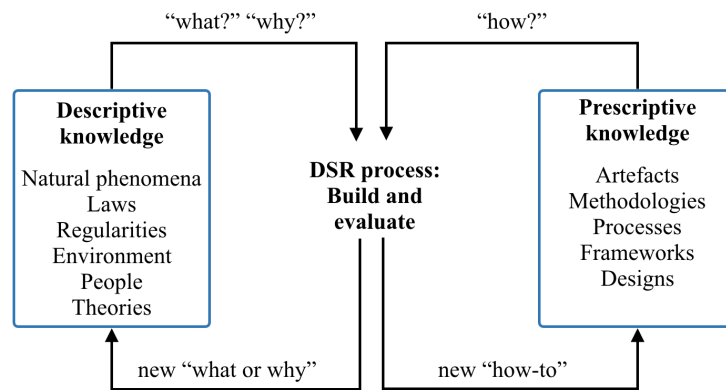 “what?” “why?”
“how?”
Descriptive
knowledge
Natural phenomena
Laws
Regularities
Environment
People
Theories
DSR process:
Build and
evaluate
Prescriptive
knowledge
Artefacts
Methodologies
Processes
Frameworks
Designs
new “what or why”
new “how-to”